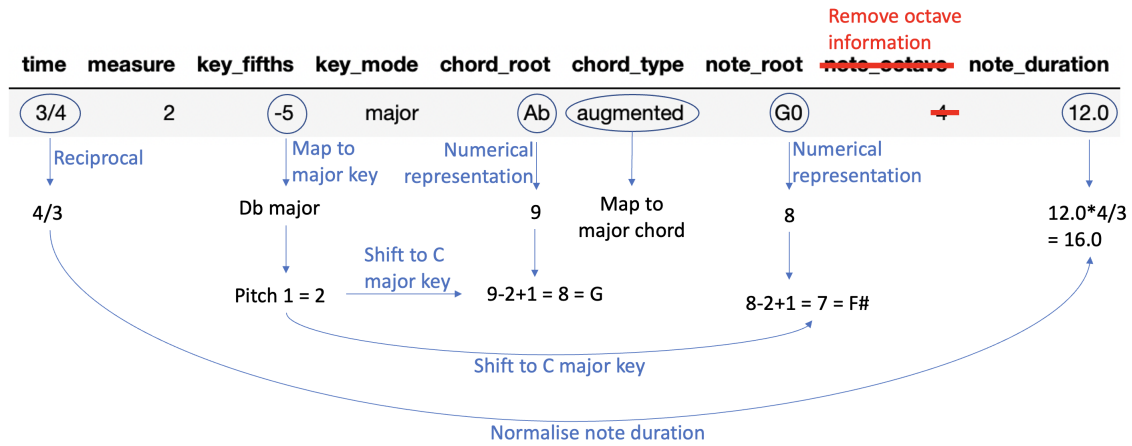 Remove octave
information
time measure key_fifths key_mode chord_root chord_type note_root note_octave note_duration
3/4 2 -5 major Ab augmented G0 4 12.0
Reciprocal
Map to
major key
Numerical
representation
Numerical
representation
4/3
Db major
9
Map to
major chord
8
12.0*4/3
= 16.0
Shift to C
major key
Pitch 1 = 2
9-2+1 = 8 = G
8-2+1 = 7 = F#
Shift to C major key
Normalise note duration